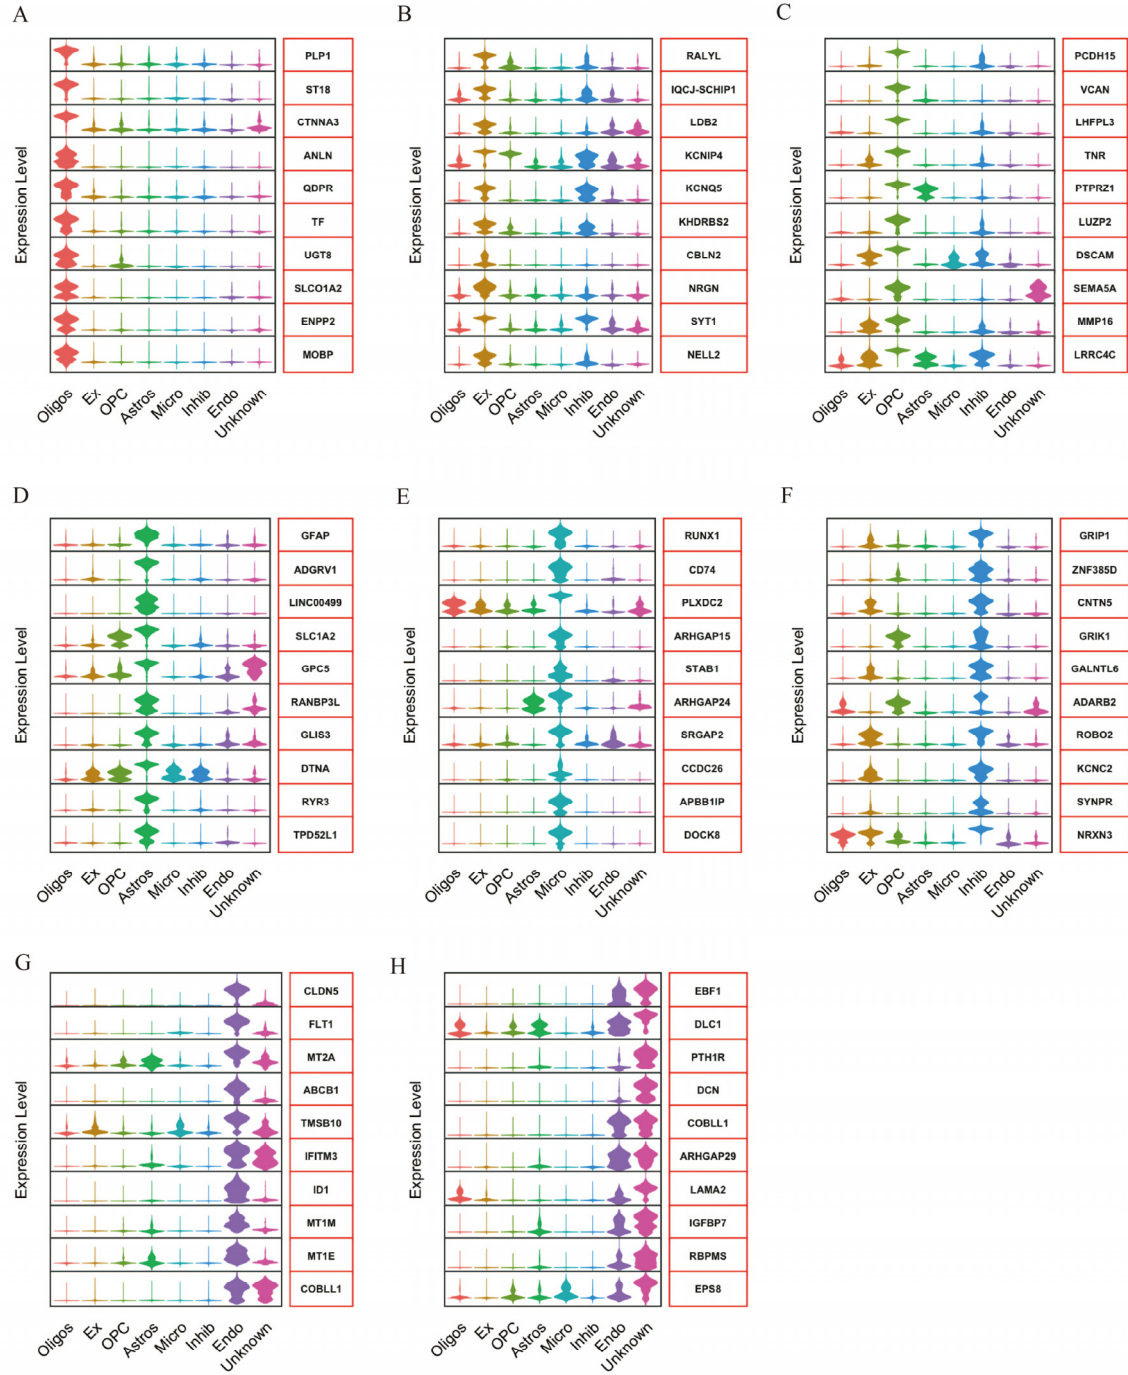 A
Expression Level
PLP1
ST18
CTNNA3
ANLN
QDPR
TF
UGT8
SLCO1A2
ENPP2
MOBP
Oligos
Ex
OPC
Astros
Micro
Inhib
Endo
Unknown
B
Expression Level
RALYL
IQCJ-SCHIP1
LDB2
KCNIP4
KCNQ5
KHDRBS2
CBLN2
NRGN
SYT1
NELL2
Oligos
Ex
OPC
Astros
Micro
Inhib
Endo
Unknown
C
Expression Level
PCDH15
VCAN
LHFPL3
TNR
PTPRZ1
LUZP2
DSCAM
SEMA5A
MMP16
LRRC4C
Oligos
Ex
OPC
Astros
Micro
Inhib
Endo
Unknown
D
Expression Level
GFAP
ADGRV1
LINC00499
SLC1A2
GPC5
RANBP3L
GLIS3
DTNA
RYR3
TPD52L1
Oligos
Ex
OPC
Astros
Micro
Inhib
Endo
Unknown
E
Expression Level
RUNX1
CD74
PLXDC2
ARHGAP15
STAB1
ARHGAP24
SRGAP2
CCDC26
APBB1IP
DOCK8
Oligos
Ex
OPC
Astros
Micro
Inhib
Endo
Unknown
F
Expression Level
GRIP1
ZNF385D
CNTN5
GRIK1
GALNTL6
ADARB2
ROBO2
KCNC2
SYNPR
NRXN3
Oligos
Ex
OPC
Astros
Micro
Inhib
Endo
Unknown
G
Expression Level
CLDN5
FLT1
MT2A
ABCB1
TMSB10
IFITM3
ID1
MT1M
MT1E
COBLL1
Oligos
Ex
OPC
Astros
Micro
Inhib
Endo
Unknown
H
Expression Level
EBF1
DLC1
PTH1R
DCN
COBLL1
ARHGAP29
LAMA2
IGFBP7
RBPMS
EPS8
Oligos
Ex
OPC
Astros
Micro
Inhib
Endo
Unknown